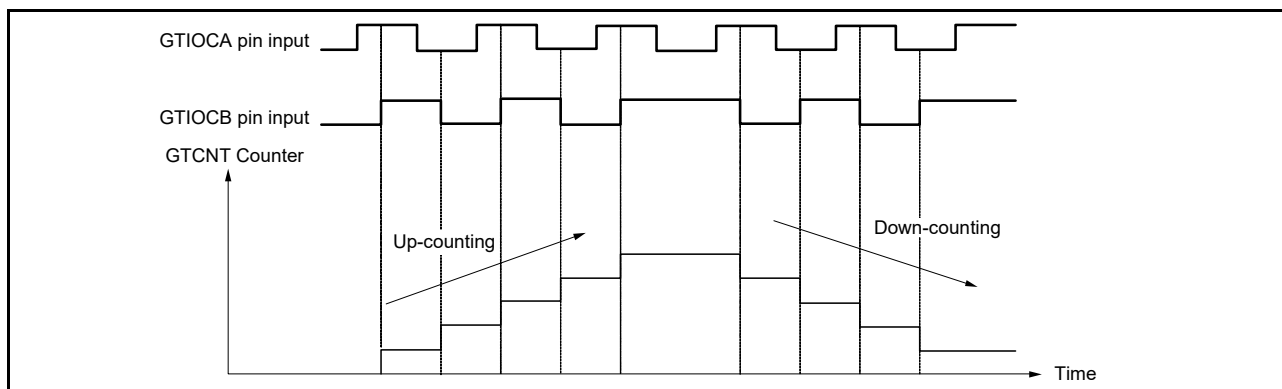 GTIOCA pin input
GTIOCB pin input
GTCNT Counter
Up-counting
Down-counting
Time